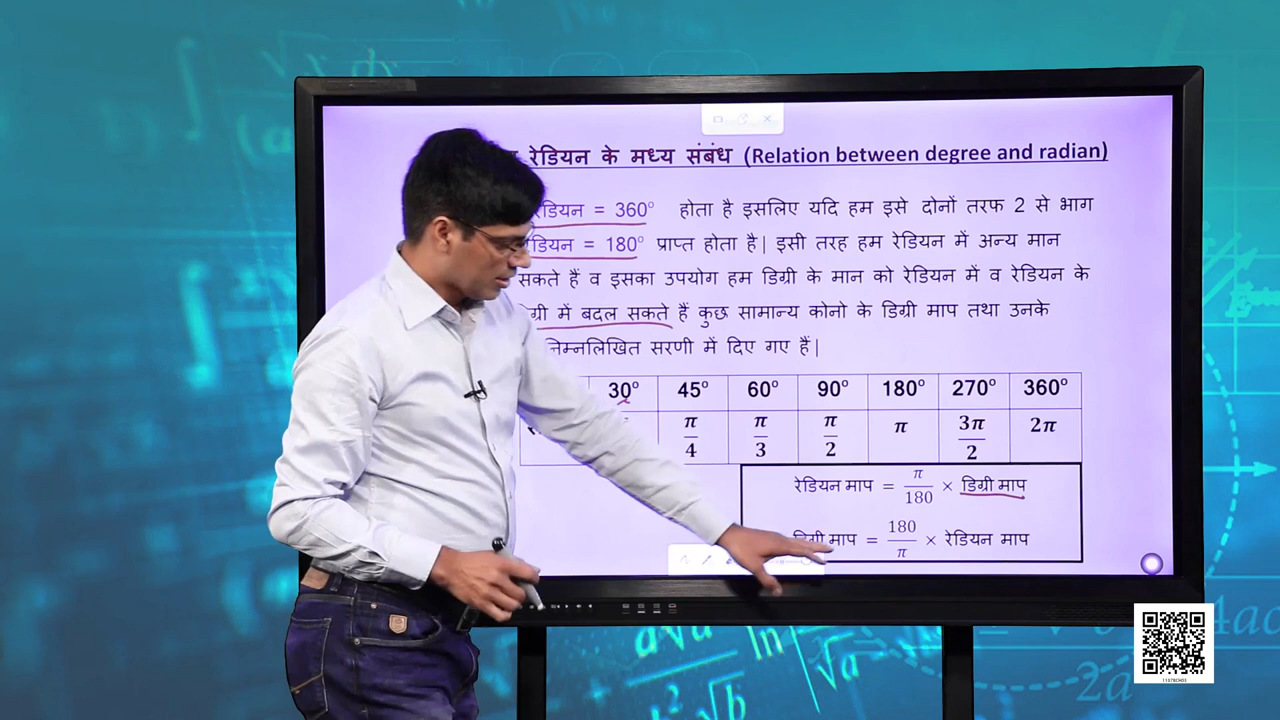 रेडियन के मध्य संबंध (Relation between degree and radian)
रेडियन = 360° होता है इसलिए यदि हम इसे दोनों तरफ 2 से भाग
= 180° प्राप्त होता है| इसी तरह हम रेडियन में अन्य मान
सकते हैं व इसका उपयोग हम डिग्री के मान को रेडियन में व रेडियन के
में बदल सकते हैं कुछ सामान्य कोनो के डिग्री माप तथा उनके
निम्नलिखित सरणी में दिए गए हैं|
30° 45° 60° 90° 180° 270° 360°
π/4 π/3 π/2 π 3π/2 2π
रेडियन माप = π/180 × डिग्री माप
डिग्री माप = 180/π × रेडियन माप